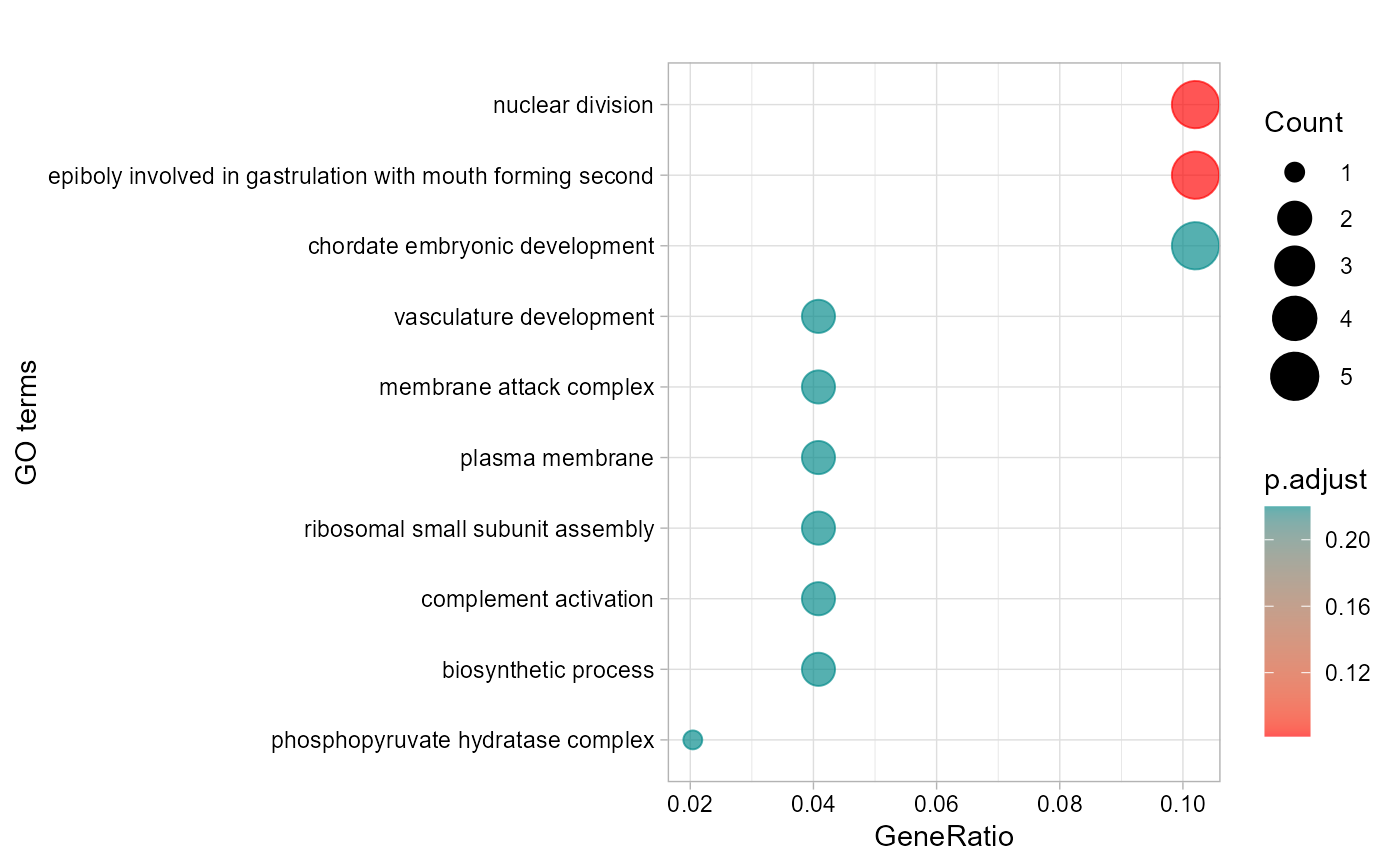 nuclear division
epiboly involved in gastrulation with mouth forming second
chordate embryonic development
vasculature development
membrane attack complex
plasma membrane
ribosomal small subunit assembly
complement activation
biosynthetic process
phosphopyruvate hydratase complex
GO terms
0.02 0.04 0.06 0.08 0.10
GeneRatio
Count
1
2
3
4
5
p.adjust
0.20
0.16
0.12